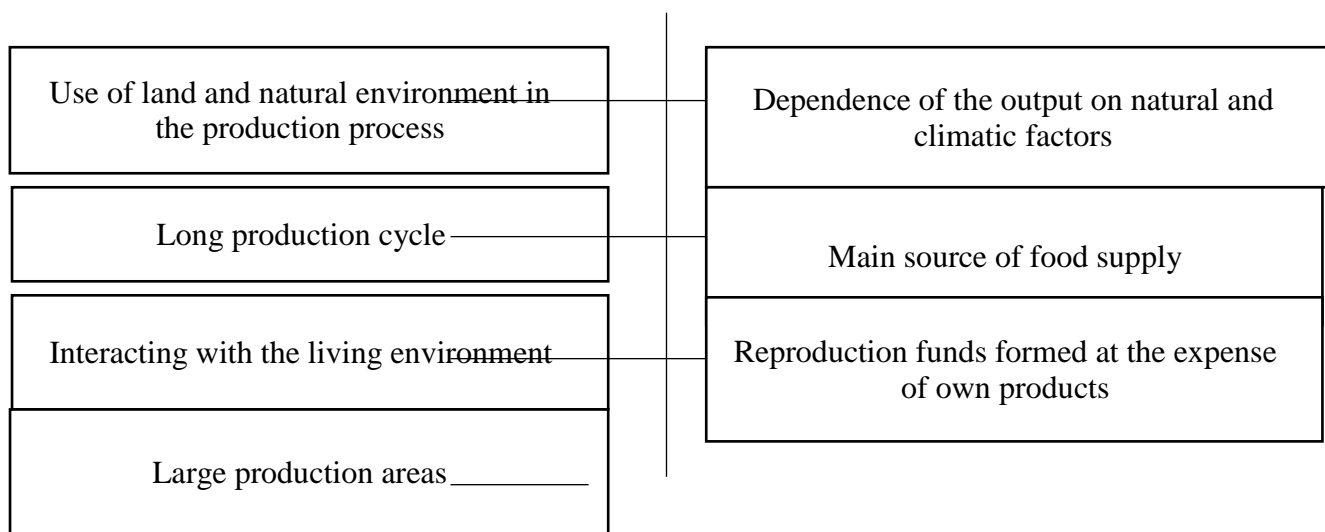 Use of land and natural environment in
the production process
Dependence of the output on natural and
climatic factors
Long production cycle
Main source of food supply
Interacting with the living environment
Reproduction funds formed at the expense
of own products
Large production areas